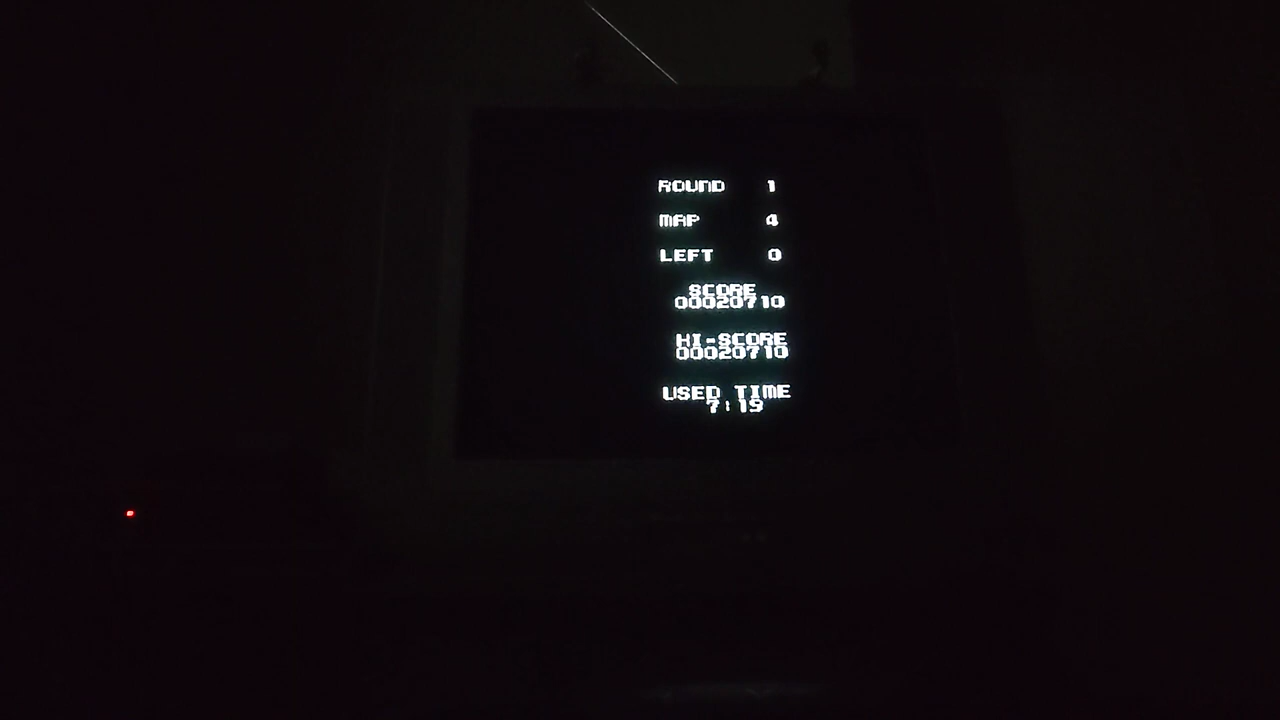 ROUND 1
MAP 4
LEFT 0
SCORE
00020710
HI-SCORE
00020710
USED TIME
7:19